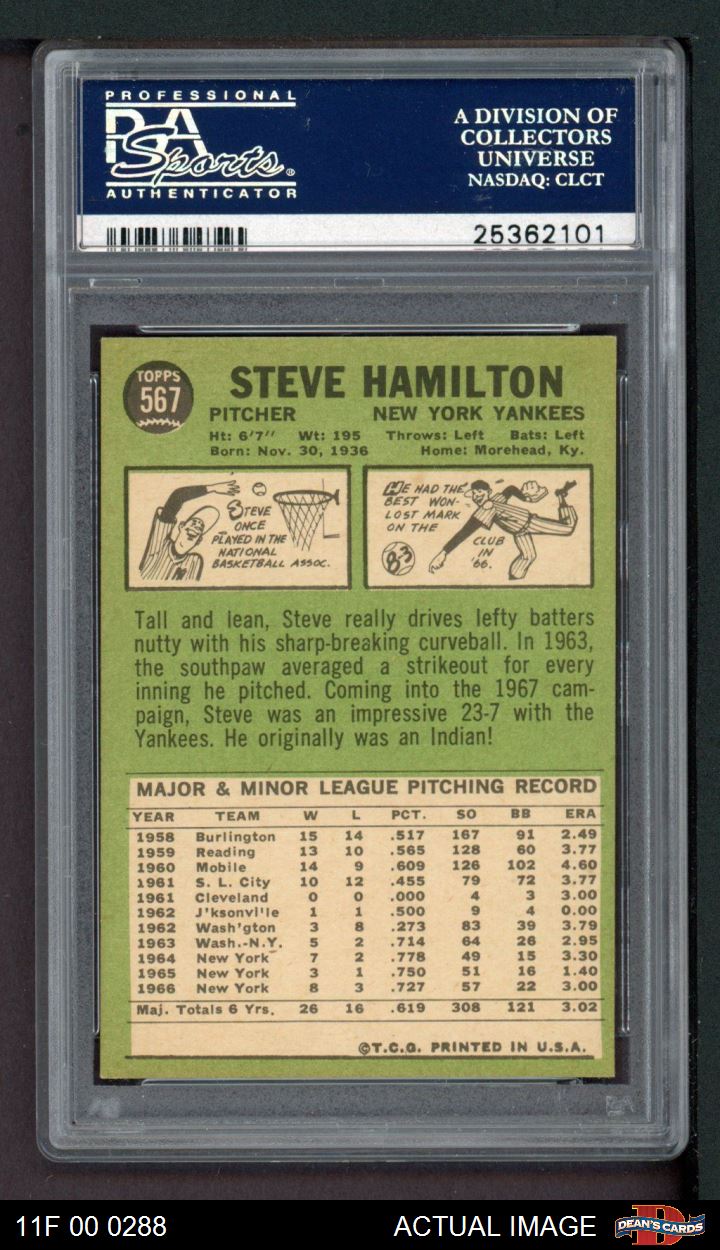 PROFESSIONAL
PSA
Sports®
AUTHENTICATOR
A DIVISION OF
COLLECTORS
UNIVERSE
NASDAQ: CLCT
25362101
TOPPS
567
STEVE HAMILTON
PITCHER NEW YORK YANKEES
Ht: 6'7'' Wt: 195 Throws: Left Bats: Left
Born: Nov. 30, 1936 Home: Morehead, Ky.
STEVE
ONCE
PLAYED IN THE
NATIONAL
BASKETBALL ASSOC.
HE HAD THE
BEST WON-
LOST MARK
ON THE
CLUB
IN
'66.
8-3
Tall and lean, Steve really drives lefty batters
nutty with his sharp-breaking curveball. In 1963,
the southpaw averaged a strikeout for every
inning he pitched. Coming into the 1967 cam-
paign, Steve was an impressive 23-7 with the
Yankees. He originally was an Indian!
MAJOR & MINOR LEAGUE PITCHING RECORD
YEAR TEAM W L PCT. SO BB ERA
1958 Burlington 15 14 .517 167 91 2.49
1959 Reading 13 10 .565 128 60 3.77
1960 Mobile 14 9 .609 126 102 4.60
1961 S. L. City 10 12 .455 79 72 3.77
1961 Cleveland 0 0 .000 4 3 3.00
1962 J'ksonville 1 1 .500 9 4 0.00
1962 Wash'gton 3 8 .273 83 39 3.79
1963 Wash.-N.Y. 5 2 .714 64 26 2.95
1964 New York 7 2 .778 49 15 3.30
1965 New York 3 1 .750 51 16 1.40
1966 New York 8 3 .727 57 22 3.00
Maj. Totals 6 Yrs. 26 16 .619 308 121 3.02
©T.C.G. PRINTED IN U.S.A.
11F 00 0288 ACTUAL IMAGE
DEAN'S CARDS